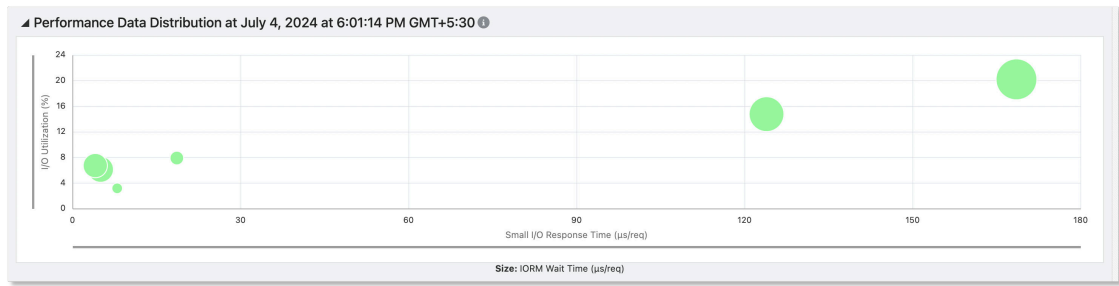 Performance Data Distribution at July 4, 2024 at 6:01:14 PM GMT+5:30
24
20
16
12
8
4
0
I/O Utilization (%)
0 30 60 90 120 150 180
Small I/O Response Time (μs/req)
Size: IORM Wait Time (μs/req)